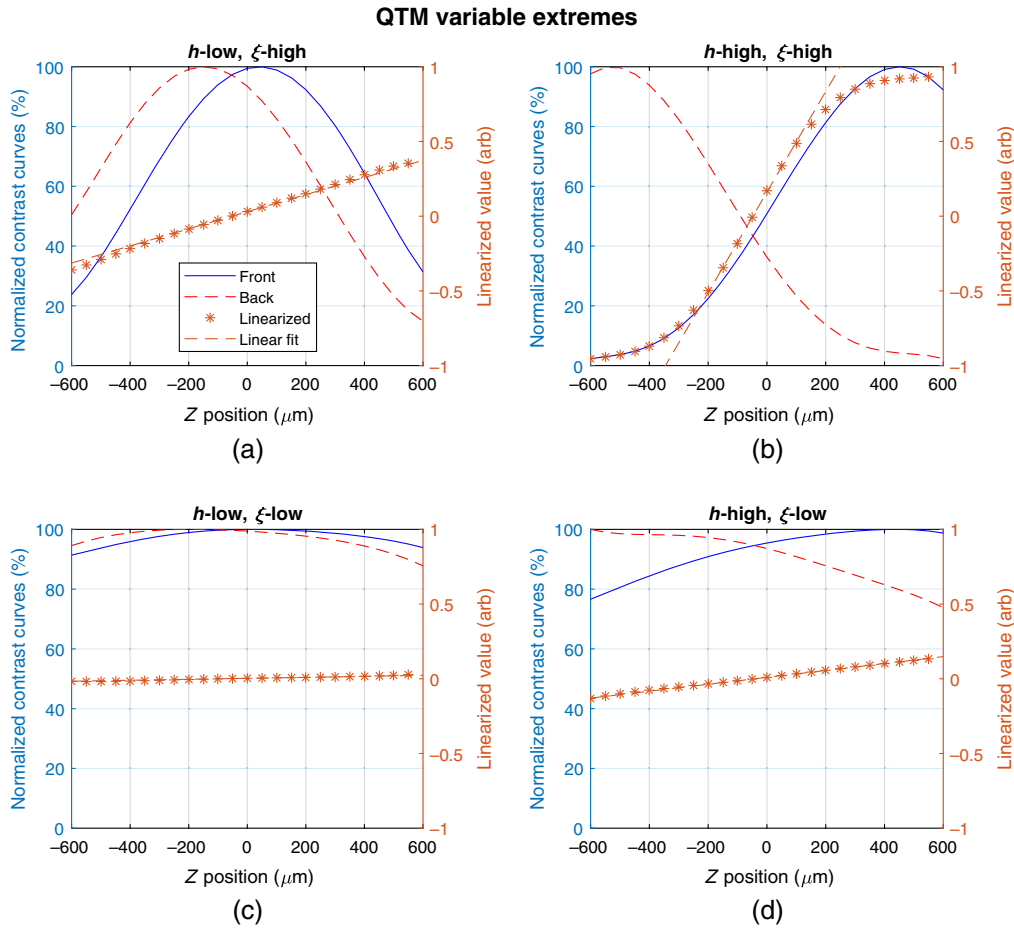 QTM variable extremes
h-low, ξ-high
Normalized contrast curves (%)
100
80
60
40
20
0
1
0.5
0
−0.5
−1
Linearized value (arb)
Front
Back
Linearized
Linear fit
−600 −400 −200 0 200 400 600
Z position (μm)
(a)
h-high, ξ-high
Normalized contrast curves (%)
100
80
60
40
20
0
1
0.5
0
−0.5
−1
Linearized value (arb)
−600 −400 −200 0 200 400 600
Z position (μm)
(b)
h-low, ξ-low
Normalized contrast curves (%)
100
80
60
40
20
0
1
0.5
0
−0.5
−1
Linearized value (arb)
−600 −400 −200 0 200 400 600
Z position (μm)
(c)
h-high, ξ-low
Normalized contrast curves (%)
100
80
60
40
20
0
1
0.5
0
−0.5
−1
Linearized value (arb)
−600 −400 −200 0 200 400 600
Z position (μm)
(d)